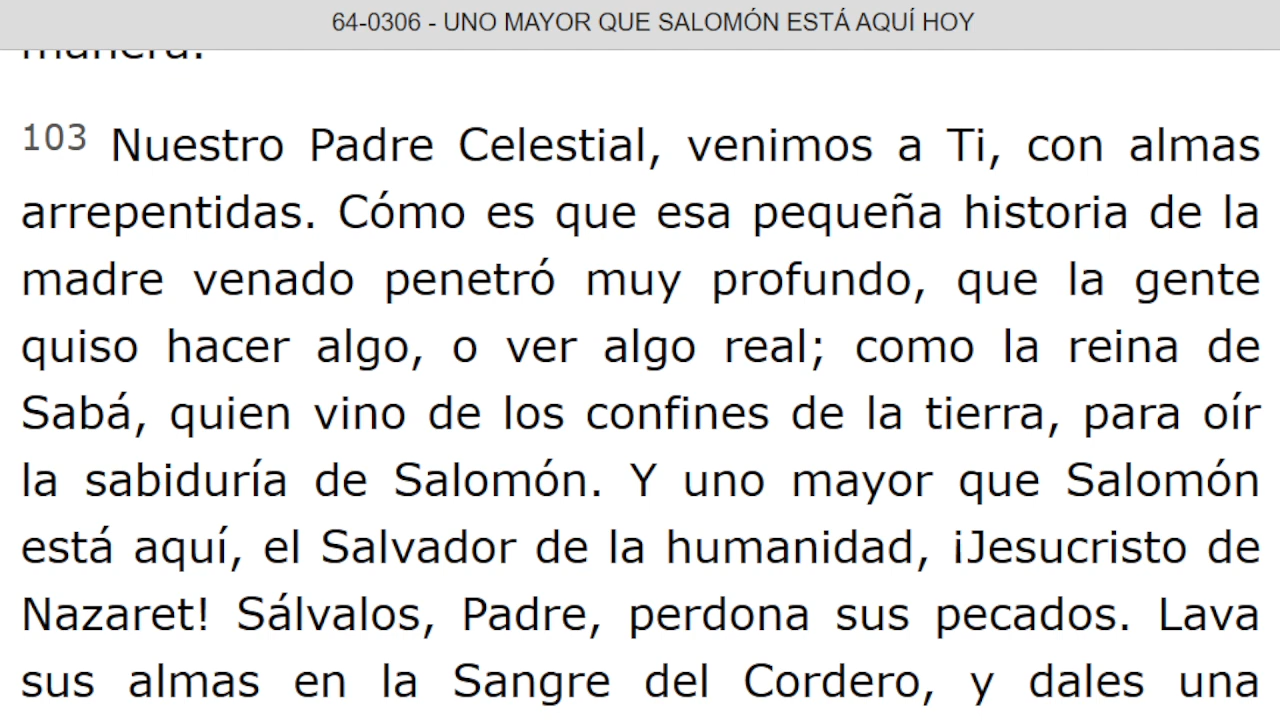 64-0306 - UNO MAYOR QUE SALOMÓN ESTÁ AQUÍ HOY
manera.
103 Nuestro Padre Celestial, venimos a Ti, con almas
arrepentidas. Cómo es que esa pequeña historia de la
madre venado penetró muy profundo, que la gente
quiso hacer algo, o ver algo real; como la reina de
Sabá, quien vino de los confines de la tierra, para oír
la sabiduría de Salomón. Y uno mayor que Salomón
está aquí, el Salvador de la humanidad, ¡Jesucristo de
Nazaret! Sálvalos, Padre, perdona sus pecados. Lava
sus almas en la Sangre del Cordero, y dales una